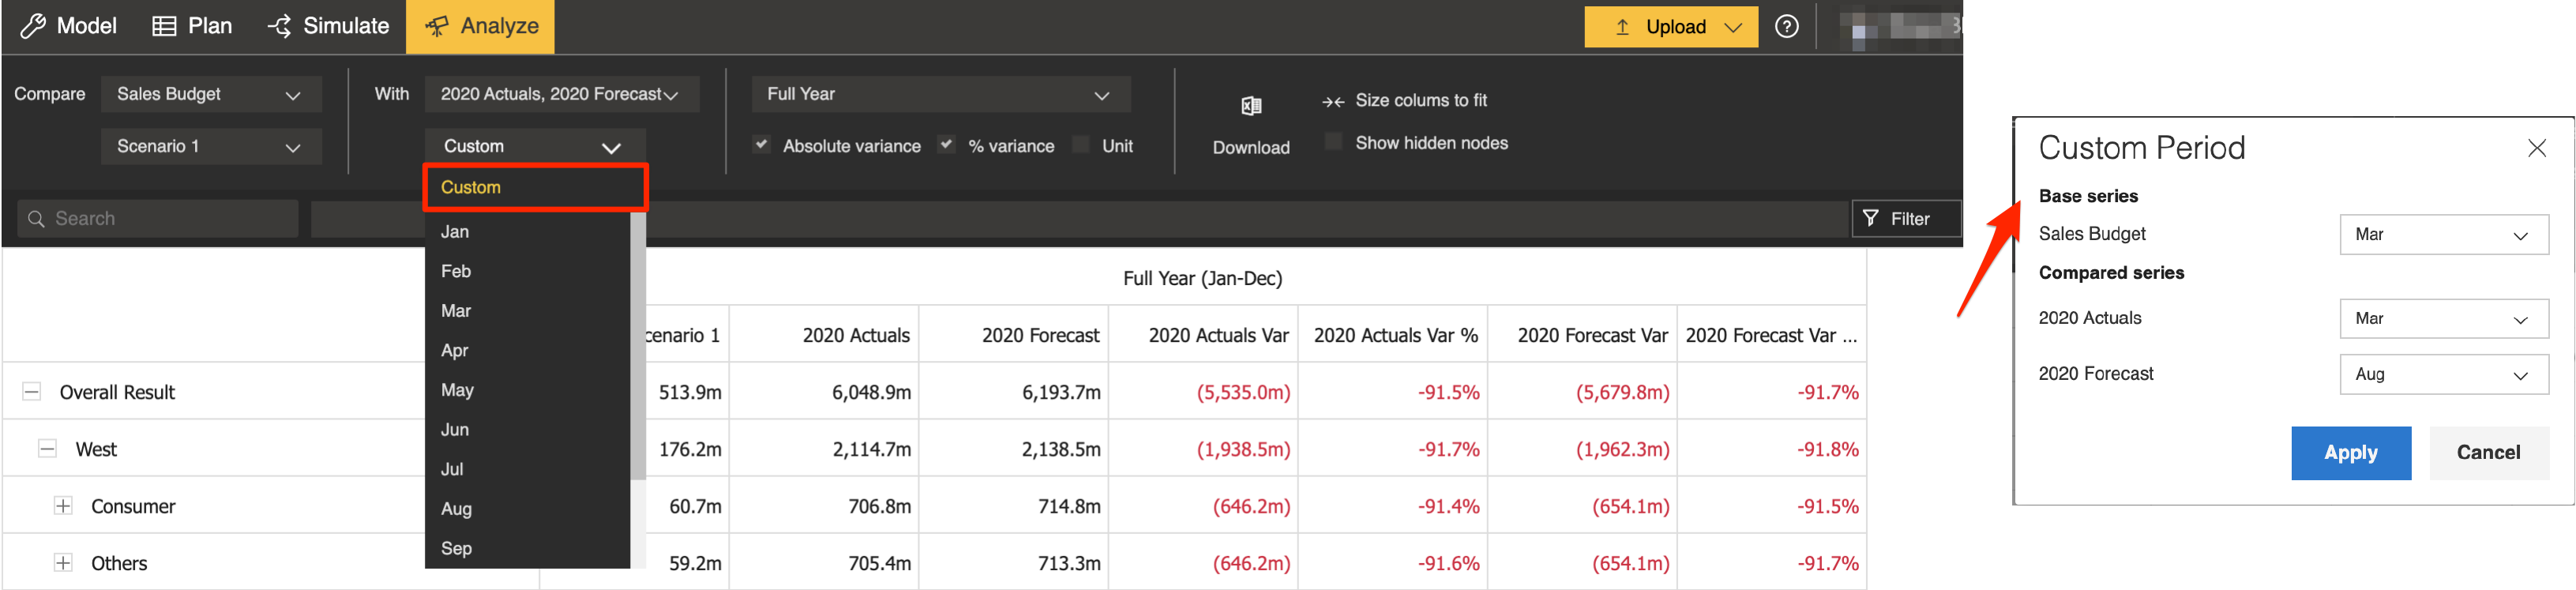 Model Plan Simulate Analyze Upload
Compare Sales Budget With 2020 Actuals, 2020 Forecast Full Year Size colums to fit
Scenario 1 Custom Absolute variance % variance Unit Download Show hidden nodes
Custom
Search Filter
Jan
Feb
Mar
Apr
May
Jun
Jul
Aug
Sep
Full Year (Jan-Dec)
cenario 1 2020 Actuals 2020 Forecast 2020 Actuals Var 2020 Actuals Var % 2020 Forecast Var 2020 Forecast Var ...
Overall Result 513.9m 6,048.9m 6,193.7m (5,535.0m) -91.5% (5,679.8m) -91.7%
West 176.2m 2,114.7m 2,138.5m (1,938.5m) -91.7% (1,962.3m) -91.8%
Consumer 60.7m 706.8m 714.8m (646.2m) -91.4% (654.1m) -91.5%
Others 59.2m 705.4m 713.3m (646.2m) -91.6% (654.1m) -91.7%
Custom Period
Base series
Sales Budget Mar
Compared series
2020 Actuals Mar
2020 Forecast Aug
Apply Cancel